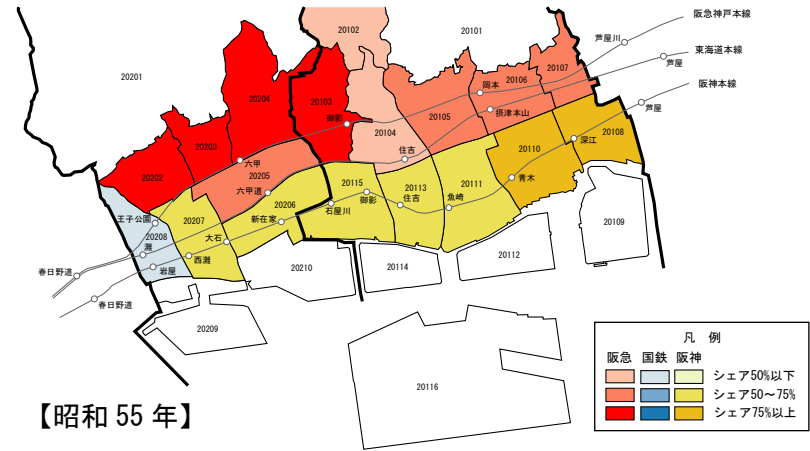 阪急神戸本線
20102
20101
芦屋川
東海道本線
20201
20107
芦屋
20106
阪神本線
岡本
20204
20103
芦屋
摂津本山
御影
20105
20104
深江
20108
20203
住吉
20110
六甲
20202
20205
青木
六甲道
20115
20113
20111
御影
20206
住吉
魚崎
王子公園
20207
新在家
石屋川
20109
20208
大石
灘
西灘
20112
岩屋
20210
20114
春日野道
春日野道
20209
凡 例
阪急 国鉄 阪神
シェア50%以下
シェア50～75%
シェア75%以上
20116
【昭和 55 年】